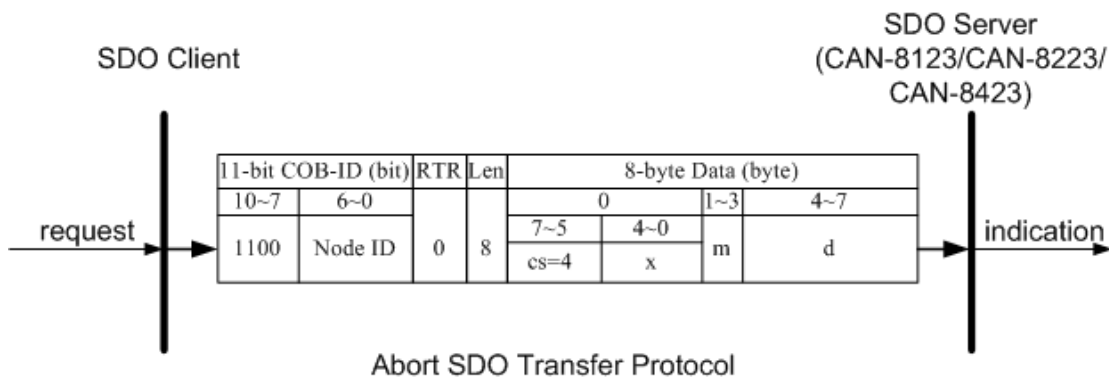 SDO Server
(CAN-8123/CAN-8223/
CAN-8423)
SDO Client
11-bit COB-ID (bit) RTR Len 8-byte Data (byte)
10~7 6~0 0 1~3 4~7
7~5 4~0
request 1100 Node ID 0 8 cs=4 x m d indication
Abort SDO Transfer Protocol